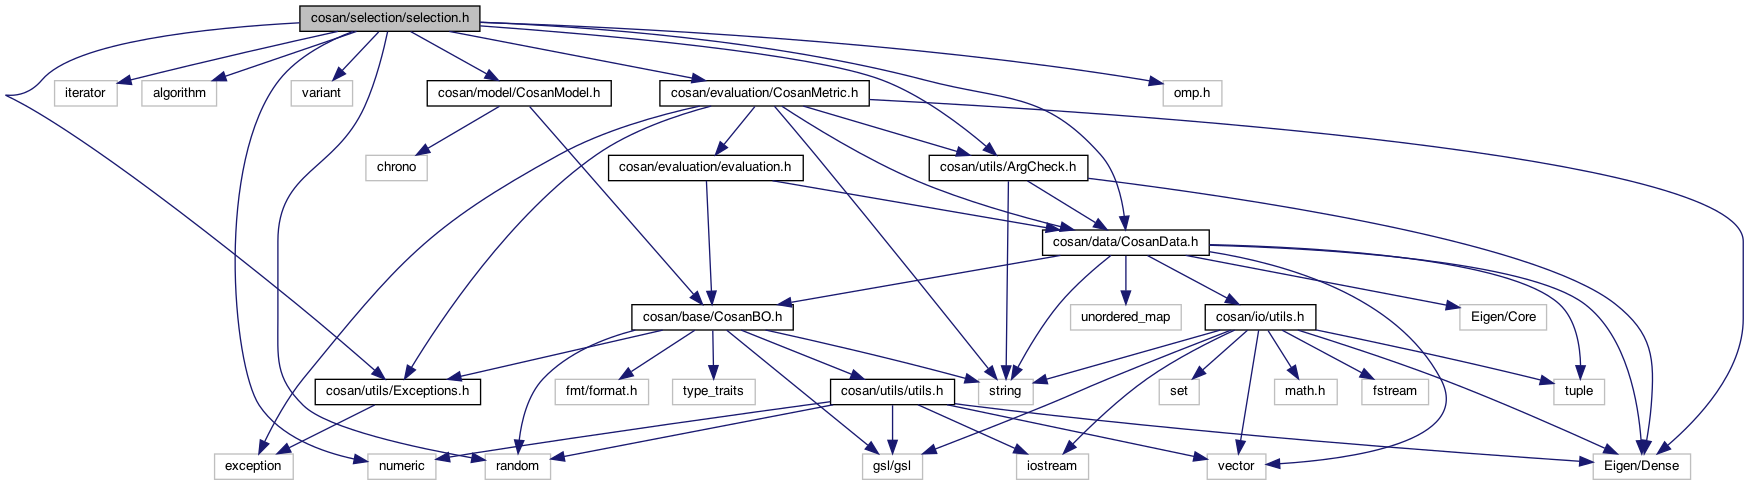 cosan/selection/selection.h
iterator
algorithm
variant
cosan/model/CosanModel.h
cosan/evaluation/CosanMetric.h
omp.h
chrono
cosan/evaluation/evaluation.h
cosan/utils/ArgCheck.h
cosan/data/CosanData.h
cosan/base/CosanBO.h
unordered_map
cosan/io/utils.h
Eigen/Core
cosan/utils/Exceptions.h
fmt/format.h
type_traits
cosan/utils/utils.h
string
set
math.h
fstream
tuple
exception
numeric
random
gsl/gsl
iostream
vector
Eigen/Dense